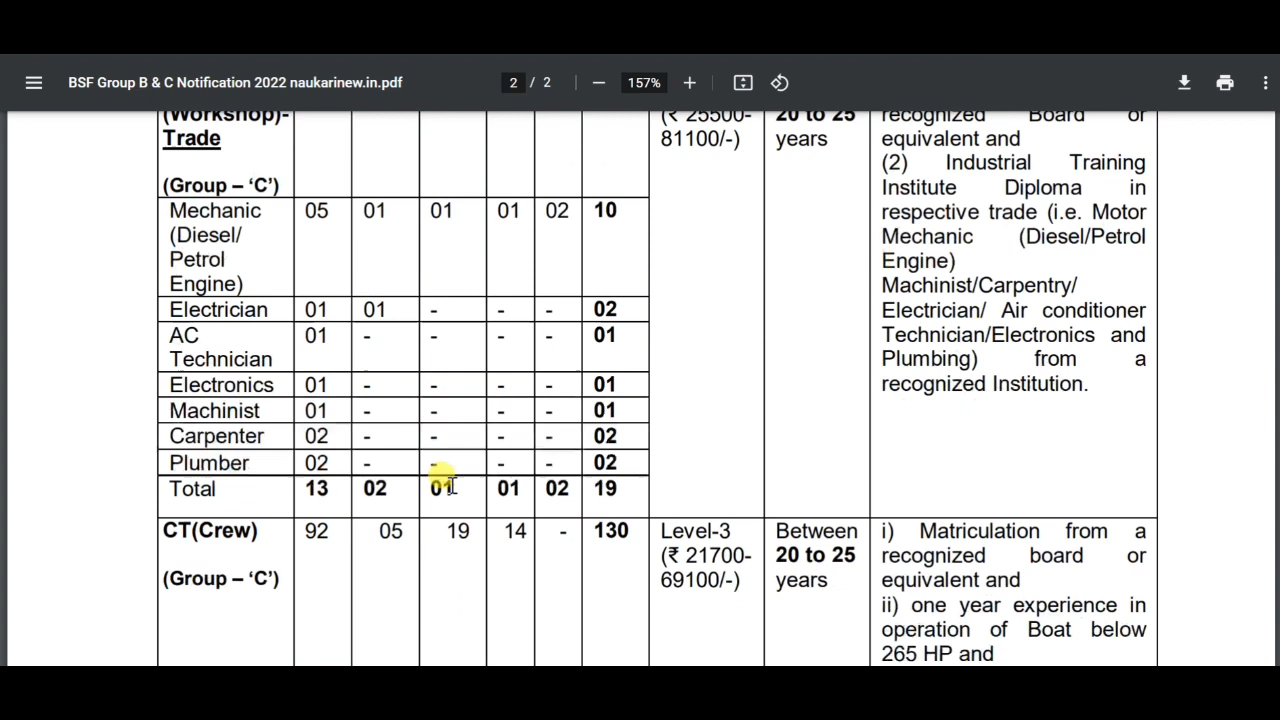 BSF Group B & C Notification 2022 naukarinew.in.pdf 2 / 2 157%
(Workshop)-
Trade
(Group – ‘C’)
(₹ 25500-
81100/-)
20 to 25
years
recognized Board or
equivalent and
(2) Industrial Training
Institute Diploma in
respective trade (i.e. Motor
Mechanic (Diesel/Petrol
Engine)
Machinist/Carpentry/
Electrician/ Air conditioner
Technician/Electronics and
Plumbing) from a
recognized Institution.
Mechanic 05 01 01 01 02 10
(Diesel/
Petrol
Engine)
Electrician 01 01 - - - 02
AC 01 - - - - 01
Technician
Electronics 01 - - - - 01
Machinist 01 - - - - 01
Carpenter 02 - - - - 02
Plumber 02 - - - - 02
Total 13 02 01 01 02 19
CT(Crew) 92 05 19 14 - 130
(Group – ‘C’)
Level-3
(₹ 21700-
69100/-)
Between
20 to 25
years
i) Matriculation from a
recognized board or
equivalent and
ii) one year experience in
operation of Boat below
265 HP and